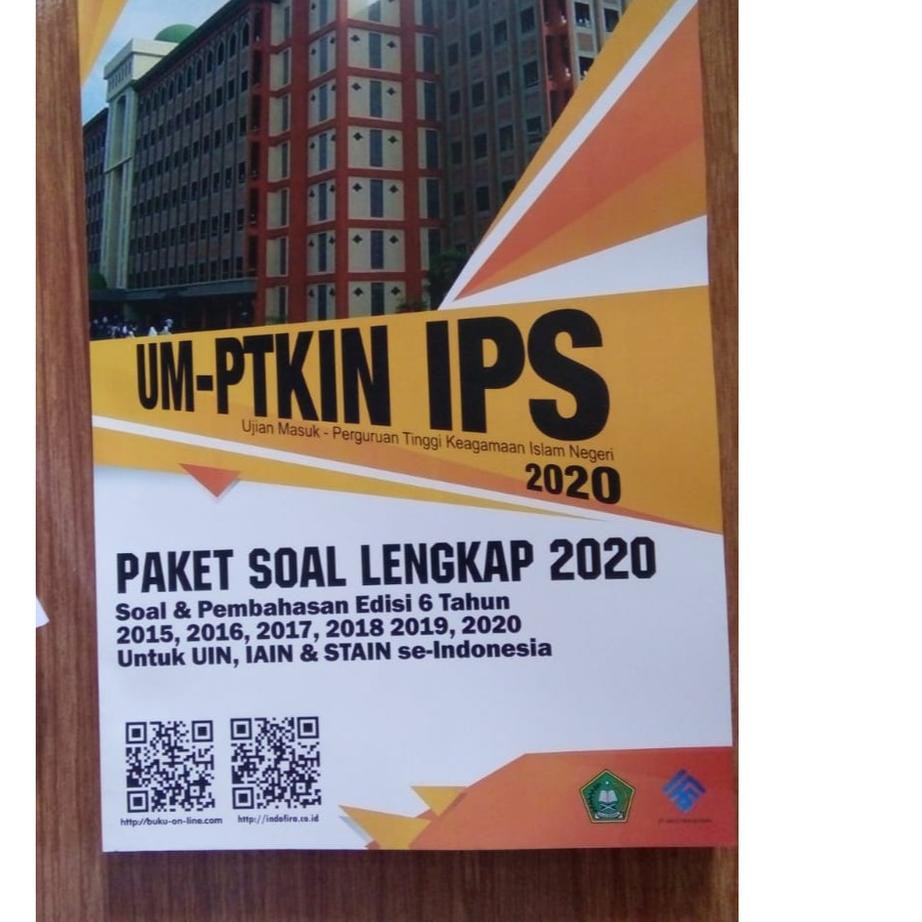 UM-PTKIN IPS
Ujian Masuk - Perguruan Tinggi Keagamaan Islam Negeri
2020
PAKET SOAL LENGKAP 2020
Soal & Pembahasan Edisi 6 Tahun
2015, 2016, 2017, 2018 2019, 2020
Untuk UIN, IAIN & STAIN se-Indonesia
http://buku-on-line.com
http://indofira.co.id